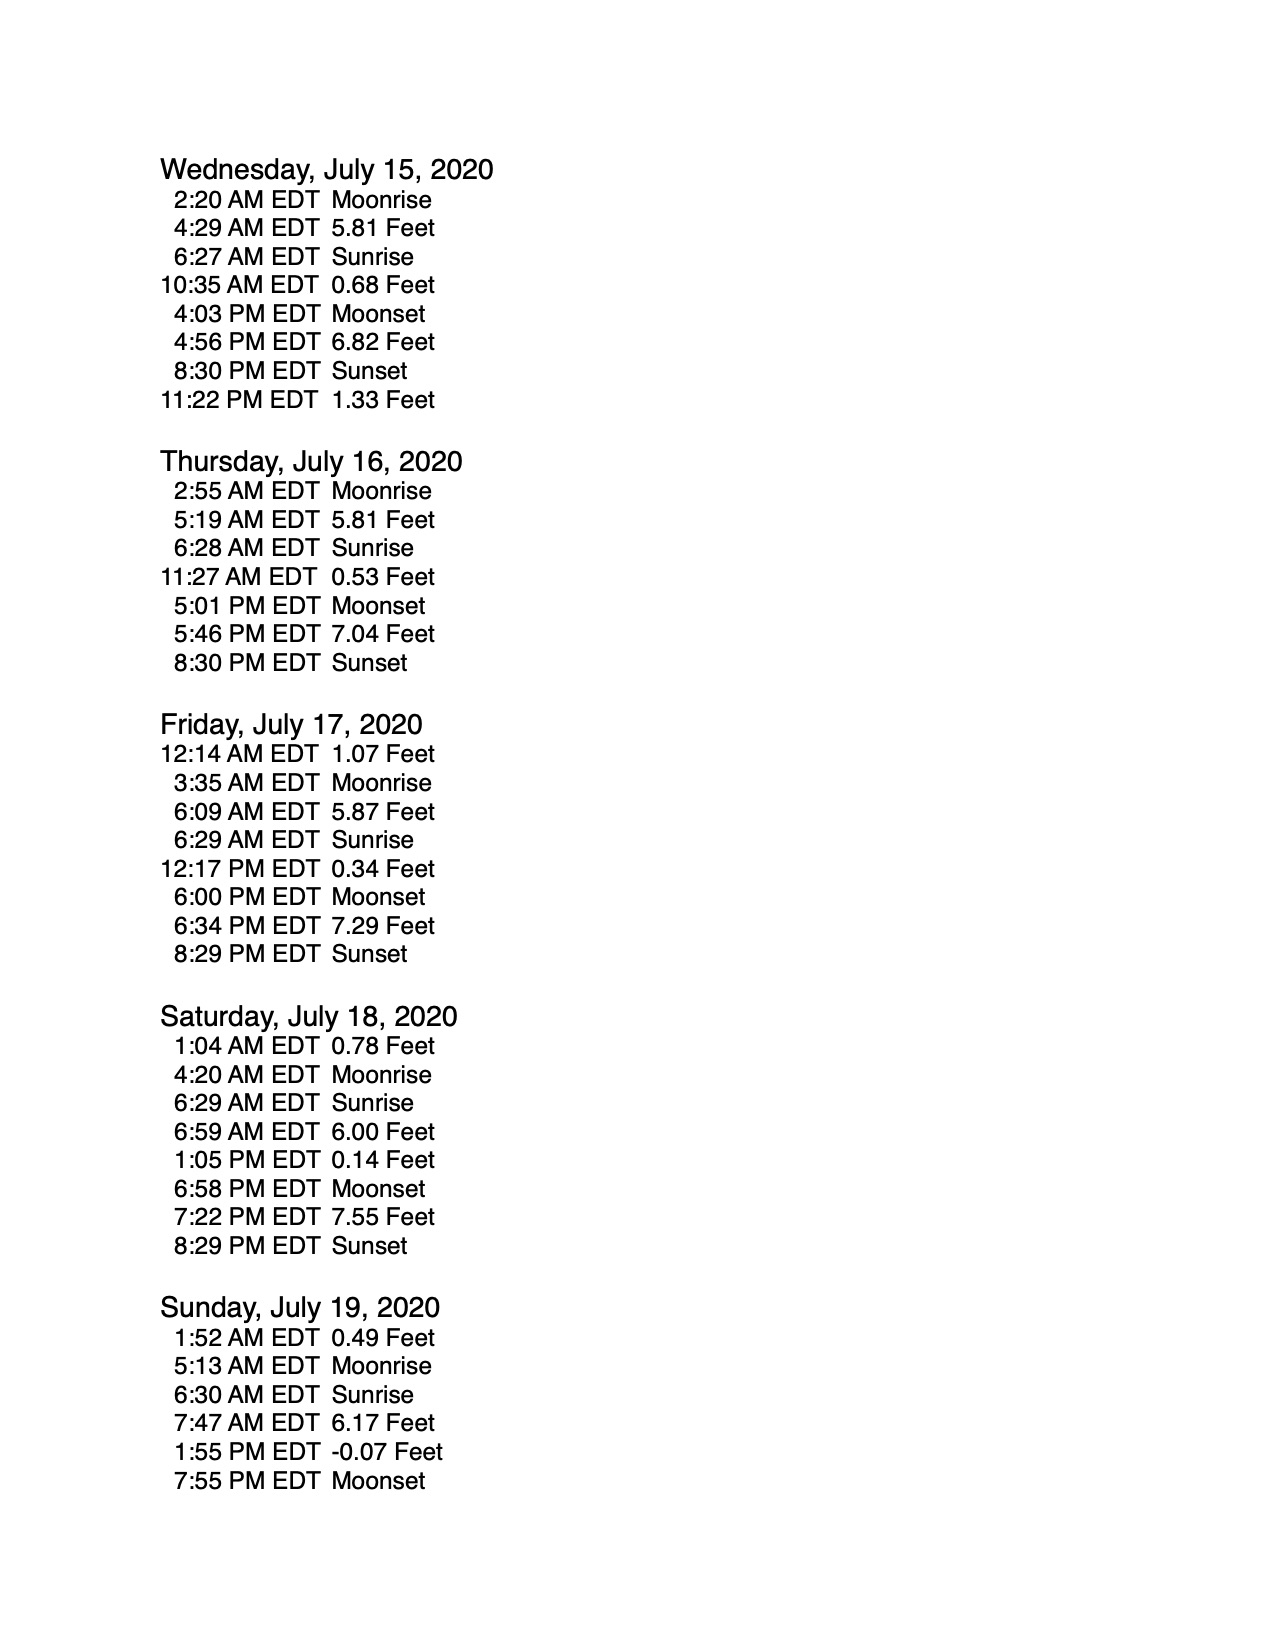 Wednesday, July 15, 2020
2:20 AM EDT Moonrise
4:29 AM EDT 5.81 Feet
6:27 AM EDT Sunrise
10:35 AM EDT 0.68 Feet
4:03 PM EDT Moonset
4:56 PM EDT 6.82 Feet
8:30 PM EDT Sunset
11:22 PM EDT 1.33 Feet
Thursday, July 16, 2020
2:55 AM EDT Moonrise
5:19 AM EDT 5.81 Feet
6:28 AM EDT Sunrise
11:27 AM EDT 0.53 Feet
5:01 PM EDT Moonset
5:46 PM EDT 7.04 Feet
8:30 PM EDT Sunset
Friday, July 17, 2020
12:14 AM EDT 1.07 Feet
3:35 AM EDT Moonrise
6:09 AM EDT 5.87 Feet
6:29 AM EDT Sunrise
12:17 PM EDT 0.34 Feet
6:00 PM EDT Moonset
6:34 PM EDT 7.29 Feet
8:29 PM EDT Sunset
Saturday, July 18, 2020
1:04 AM EDT 0.78 Feet
4:20 AM EDT Moonrise
6:29 AM EDT Sunrise
6:59 AM EDT 6.00 Feet
1:05 PM EDT 0.14 Feet
6:58 PM EDT Moonset
7:22 PM EDT 7.55 Feet
8:29 PM EDT Sunset
Sunday, July 19, 2020
1:52 AM EDT 0.49 Feet
5:13 AM EDT Moonrise
6:30 AM EDT Sunrise
7:47 AM EDT 6.17 Feet
1:55 PM EDT -0.07 Feet
7:55 PM EDT Moonset